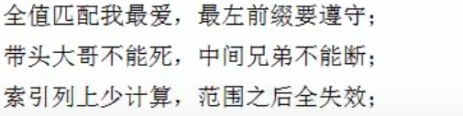 全值匹配我最爱，最左前缀要遵守；
带头大哥不能死，中间兄弟不能断；
索引列上少计算，范围之后全失效；